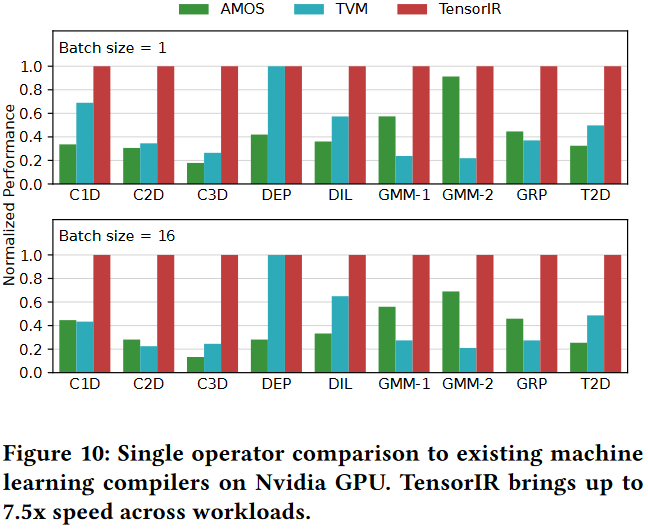 AMOS TVM TensorIR
Normalized Performance
Batch size = 1
1.0
0.8
0.6
0.4
0.2
0.0
C1D C2D C3D DEP DIL GMM-1 GMM-2 GRP T2D
Batch size = 16
1.0
0.8
0.6
0.4
0.2
0.0
C1D C2D C3D DEP DIL GMM-1 GMM-2 GRP T2D
Figure 10: Single operator comparison to existing machine
learning compilers on Nvidia GPU. TensorIR brings up to
7.5x speed across workloads.